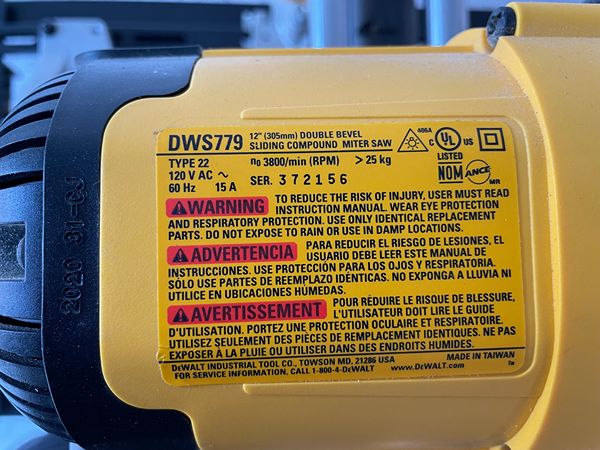 DWS779 12" (305mm) DOUBLE BEVEL
SLIDING COMPOUND MITER SAW
406A
C UL US
LISTED
TYPE 22
n0 3800/min (RPM) > 25 kg
120 V AC ~
60 Hz 15 A SER. 372156
NOM ANCE MR
WARNING TO REDUCE THE RISK OF INJURY, USER MUST READ
INSTRUCTION MANUAL. WEAR EYE PROTECTION
AND RESPIRATORY PROTECTION. USE ONLY IDENTICAL REPLACEMENT
PARTS. DO NOT EXPOSE TO RAIN OR USE IN DAMP LOCATIONS.
ADVERTENCIA PARA REDUCIR EL RIESGO DE LESIONES, EL
USUARIO DEBE LEER ESTE MANUAL DE
INSTRUCCIONES. USE PROTECCIÓN PARA LOS OJOS Y RESPIRATORIA.
SÓLO USE PARTES DE REEMPLAZO IDÉNTICAS. NO EXPONGA A LLUVIA NI
UTILICE EN UBICACIONES HÚMEDAS.
AVERTISSEMENT POUR RÉDUIRE LE RISQUE DE BLESSURE,
L'UTILISATEUR DOIT LIRE LE GUIDE
D'UTILISATION. PORTEZ UNE PROTECTION OCULAIRE ET RESPIRATOIRE.
UTILISEZ SEULEMENT DES PIÈCES DE REMPLACEMENT IDENTIQUES. NE PAS
EXPOSER À LA PLUIE OU UTILISER DANS DES ENDROITS HUMIDES.
DEWALT INDUSTRIAL TOOL CO., TOWSON MD, 21286 USA MADE IN TAIWAN
FOR SERVICE INFORMATION, CALL 1-800-4-DEWALT www.DEWALT.com
2020 31-CJ